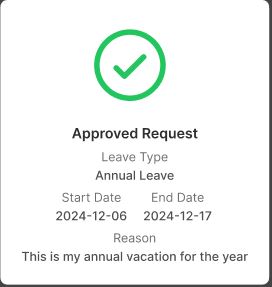 Approved Request
Leave Type
Annual Leave
Start Date End Date
2024-12-06 2024-12-17
Reason
This is my annual vacation for the year